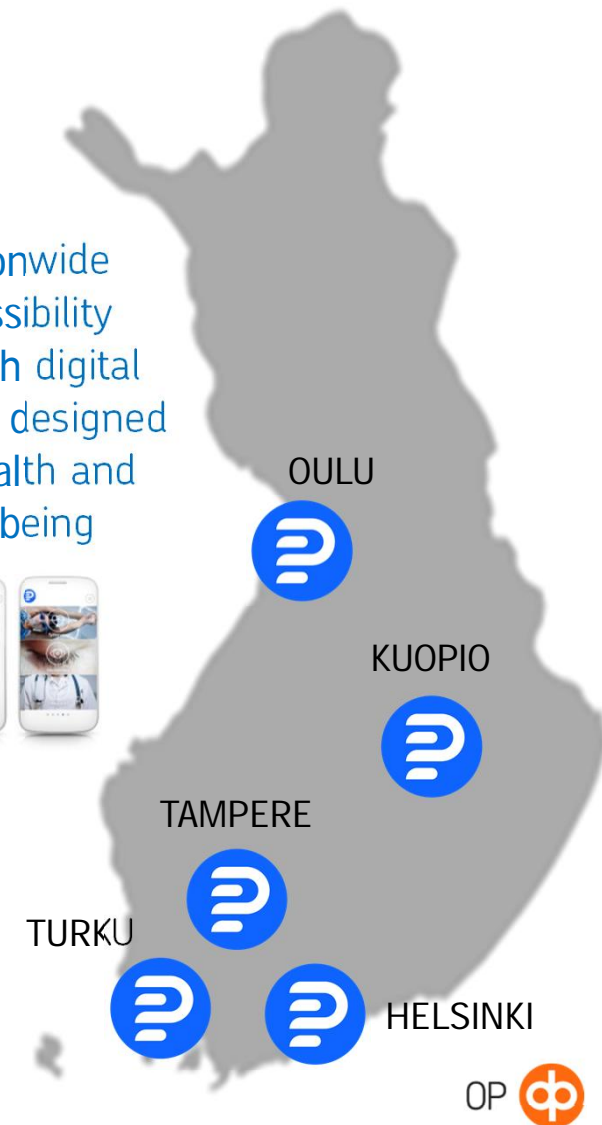 onwide
ssibility
h digital
designed
alth and
being
OULU
KUOPIO
TAMPERE
TURKU
HELSINKI
OP